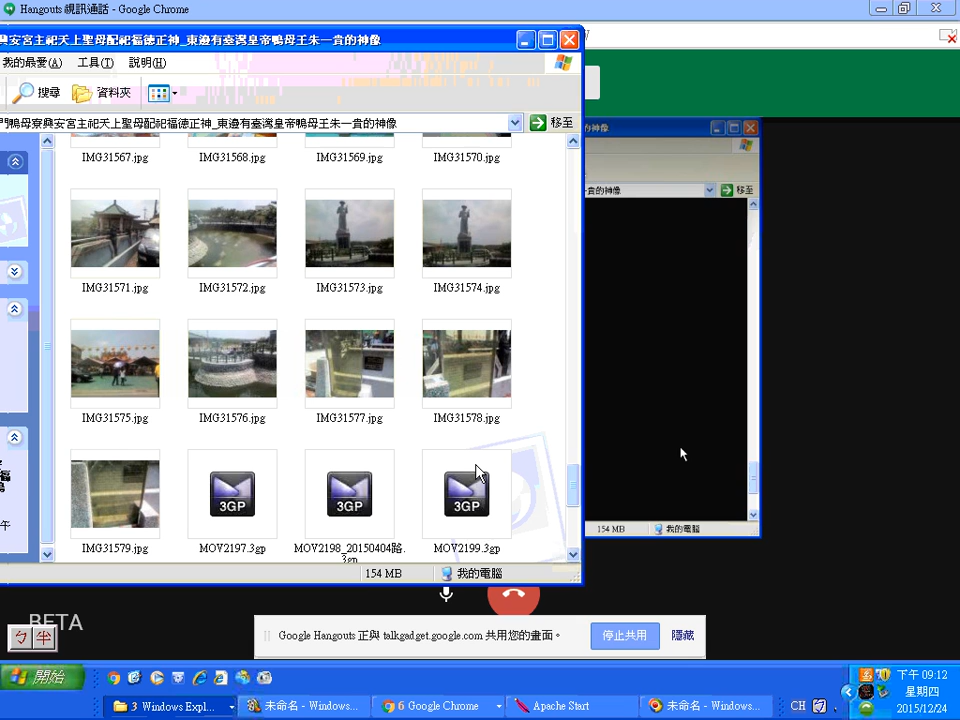 Hangouts 視訊通話 - Google Chrome
興安宮主祀天上聖母配祀福德正神_東邊有臺灣皇帝鴨母王朱一貴的神像
我的最愛(A) 工具(T) 說明(H)
搜尋 資料夾
門鴨母寮興安宮主祀天上聖母配祀福德正神_東邊有臺灣皇帝鴨母王朱一貴的神像 移至
的神像
一貴的神像 移至
IMG31567.jpg IMG31568.jpg IMG31569.jpg IMG31570.jpg
IMG31571.jpg IMG31572.jpg IMG31573.jpg IMG31574.jpg
IMG31575.jpg IMG31576.jpg IMG31577.jpg IMG31578.jpg
3GP 3GP 3GP
IMG31579.jpg MOV2197.3gp MOV2198_20150404路.3gp MOV2199.3gp
午
154 MB 我的電腦
154 MB 我的電腦
BETA
Google Hangouts 正與 talkgadget.google.com 共用您的畫面。 停止共用 隱藏
ㄅ 半
開始 下午 09:12
3 Windows Expl... 未命名 - Windows... 6 Google Chrome Apache Start 未命名 - Windows... CH 星期四
2015/12/24